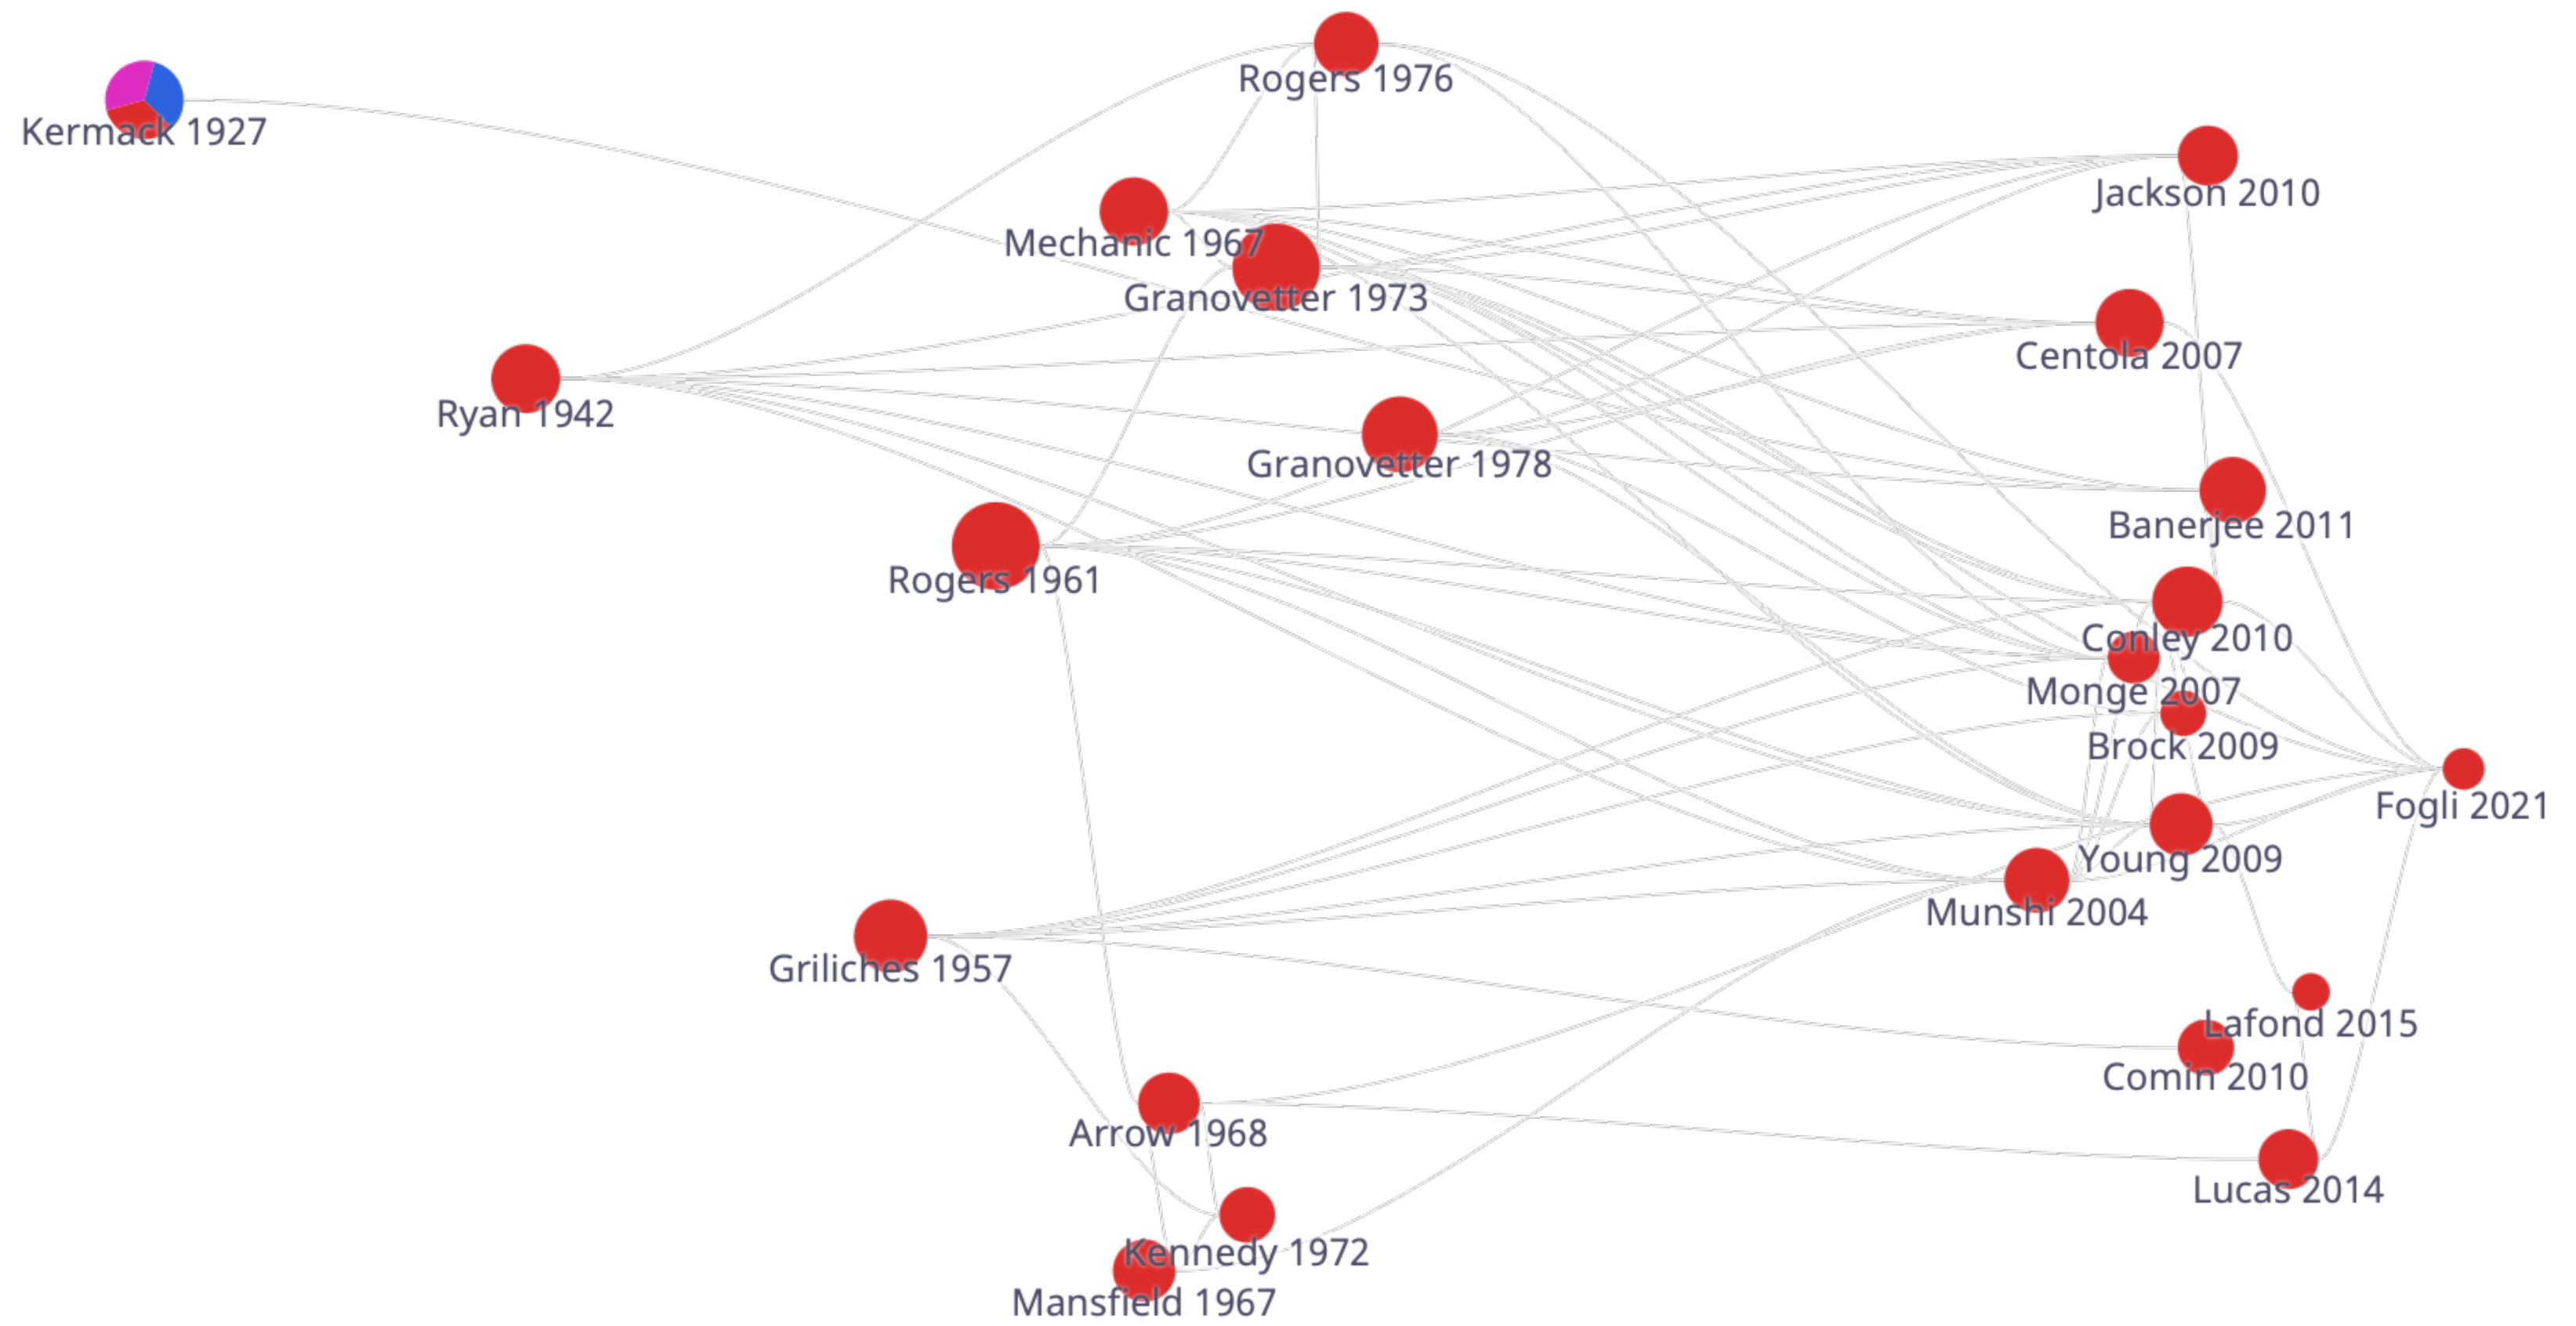 Rogers 1976
Kermack 1927
Jackson 2010
Mechanic 1967
Granovetter 1973
Centola 2007
Ryan 1942
Granovetter 1978
Banerjee 2011
Rogers 1961
Conley 2010
Monge 2007
Brock 2009
Fogli 2021
Young 2009
Munshi 2004
Griliches 1957
Lafond 2015
Comin 2010
Arrow 1968
Lucas 2014
Kennedy 1972
Mansfield 1967